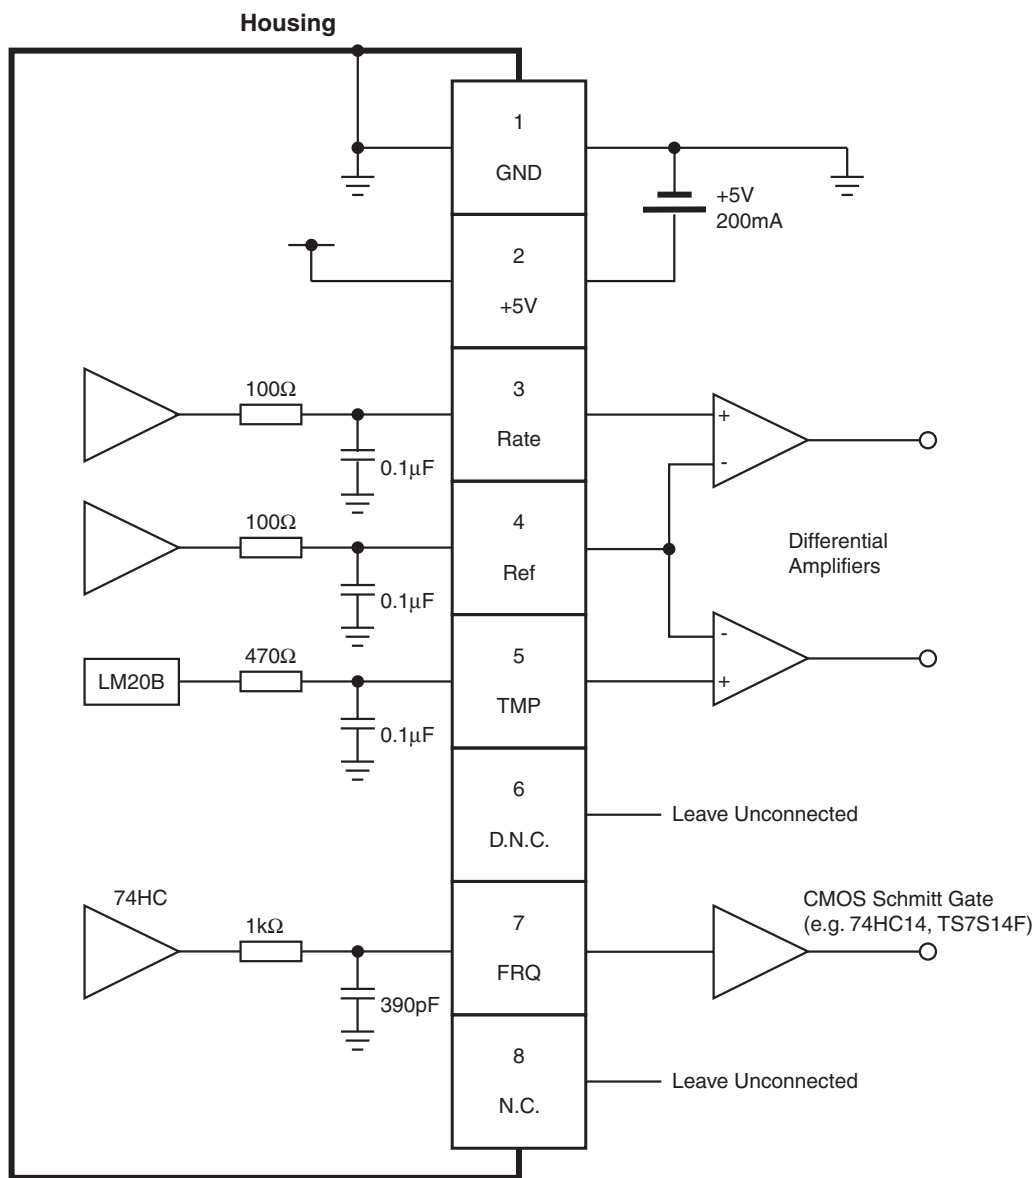 Housing
1
GND
+5V
200mA
2
+5V
100Ω
3
Rate
+
-
0.1μF
100Ω
4
Ref
Differential
Amplifiers
0.1μF
470Ω
LM20B
5
TMP
-
+
0.1μF
6
D.N.C.
Leave Unconnected
74HC
1kΩ
7
FRQ
CMOS Schmitt Gate
(e.g. 74HC14, TS7S14F)
390pF
8
N.C.
Leave Unconnected